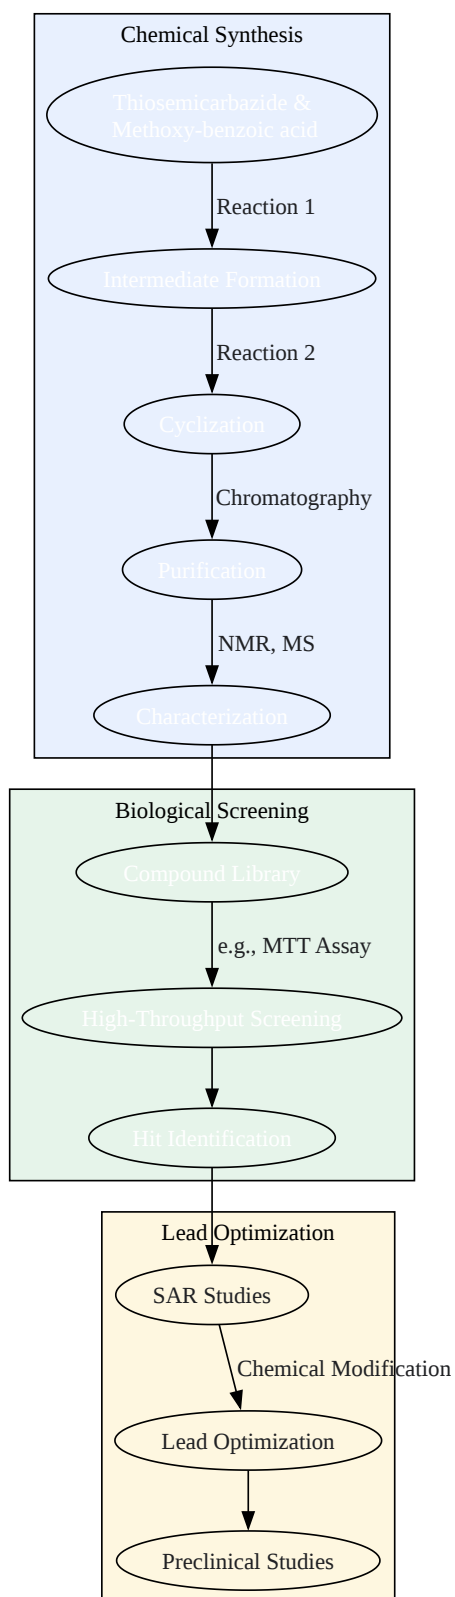 Chemical Synthesis
Thiosemicarbazide &
Methoxy-benzoic acid
Reaction 1
Intermediate Formation
Reaction 2
Cyclization
Chromatography
Purification
NMR, MS
Characterization
Biological Screening
Compound Library
e.g., MTT Assay
High-Throughput Screening
Hit Identification
Lead Optimization
SAR Studies
Chemical Modification
Lead Optimization
Preclinical Studies